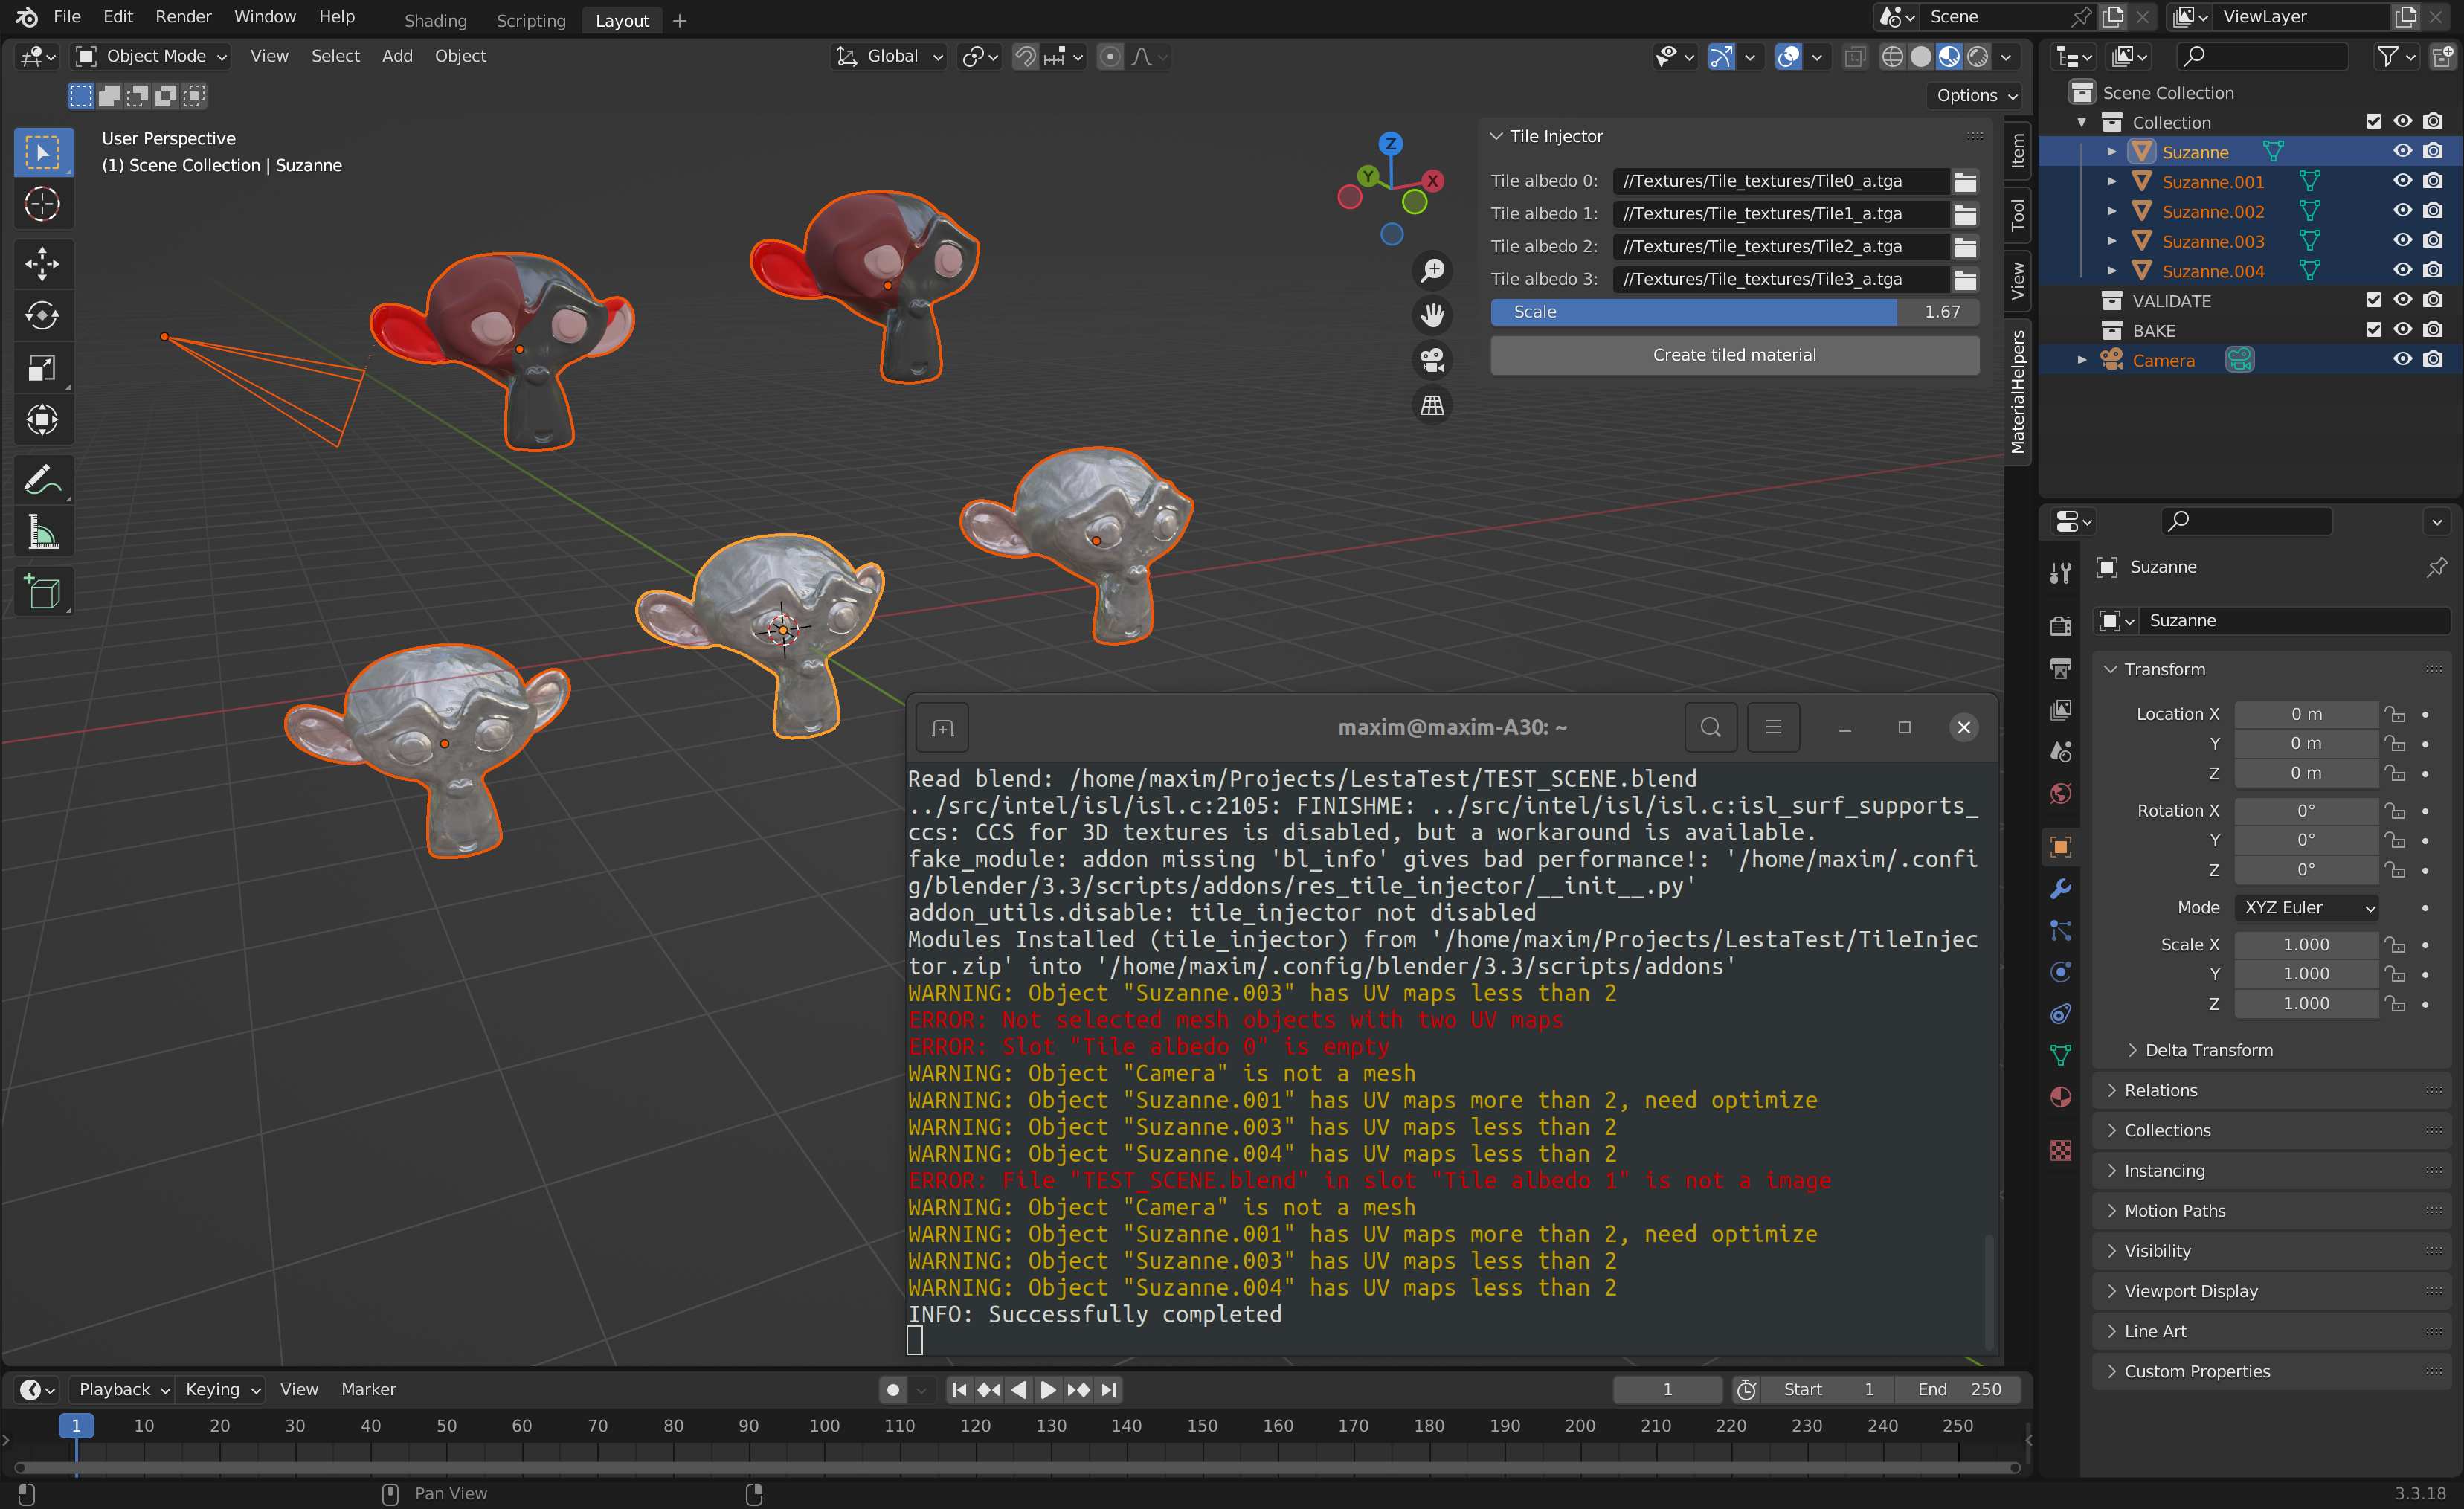 File Edit Render Window Help
Shading Scripting Layout
Scene
ViewLayer
Object Mode View Select Add Object
Global
Options
User Perspective
(1) Scene Collection | Suzanne
Z
Y
X
Tile Injector
Tile albedo 0: //Textures/Tile_textures/Tile0_a.tga
Tile albedo 1: //Textures/Tile_textures/Tile1_a.tga
Tile albedo 2: //Textures/Tile_textures/Tile2_a.tga
Tile albedo 3: //Textures/Tile_textures/Tile3_a.tga
Scale 1.67
Create tiled material
Item
Tool
View
MaterialHelpers
Scene Collection
Collection
Suzanne
Suzanne.001
Suzanne.002
Suzanne.003
Suzanne.004
VALIDATE
BAKE
Camera
Suzanne
Suzanne
Transform
Location X 0 m
Y 0 m
Z 0 m
Rotation X 0°
Y 0°
Z 0°
Mode XYZ Euler
Scale X 1.000
Y 1.000
Z 1.000
Delta Transform
Relations
Collections
Instancing
Motion Paths
Visibility
Viewport Display
Line Art
Custom Properties
maxim@maxim-A30: ~
Read blend: /home/maxim/Projects/LestaTest/TEST_SCENE.blend
../src/intel/isl/isl.c:2105: FINISHME: ../src/intel/isl/isl.c:isl_surf_supports_
ccs: CCS for 3D textures is disabled, but a workaround is available.
fake_module: addon missing 'bl_info' gives bad performance!: '/home/maxim/.confi
g/blender/3.3/scripts/addons/res_tile_injector/__init__.py'
addon_utils.disable: tile_injector not disabled
Modules Installed (tile_injector) from '/home/maxim/Projects/LestaTest/TileInjec
tor.zip' into '/home/maxim/.config/blender/3.3/scripts/addons'
WARNING: Object "Suzanne.003" has UV maps less than 2
ERROR: Not selected mesh objects with two UV maps
ERROR: Slot "Tile albedo 0" is empty
WARNING: Object "Camera" is not a mesh
WARNING: Object "Suzanne.001" has UV maps more than 2, need optimize
WARNING: Object "Suzanne.003" has UV maps less than 2
WARNING: Object "Suzanne.004" has UV maps less than 2
ERROR: File "TEST_SCENE.blend" in slot "Tile albedo 1" is not a image
WARNING: Object "Camera" is not a mesh
WARNING: Object "Suzanne.001" has UV maps more than 2, need optimize
WARNING: Object "Suzanne.003" has UV maps less than 2
WARNING: Object "Suzanne.004" has UV maps less than 2
INFO: Successfully completed
Playback Keying View Marker
1 Start 1 End 250
1 10 20 30 40 50 60 70 80 90 100 110 120 130 140 150 160 170 180 190 200 210 220 230 240 250
Pan View
3.3.18